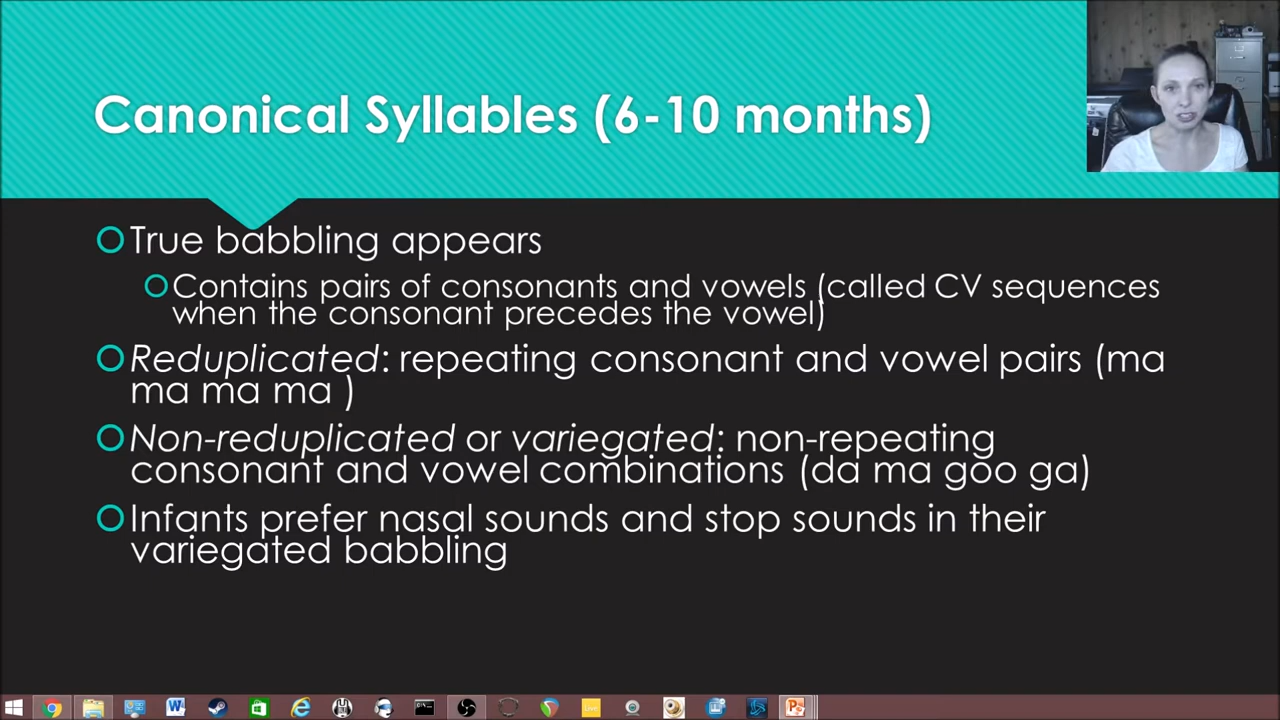 Canonical Syllables (6-10 months)
True babbling appears
Contains pairs of consonants and vowels (called CV sequences
when the consonant precedes the vowel)
Reduplicated: repeating consonant and vowel pairs (ma
ma ma ma )
Non-reduplicated or variegated: non-repeating
consonant and vowel combinations (da ma goo ga)
Infants prefer nasal sounds and stop sounds in their
variegated babbling
Live